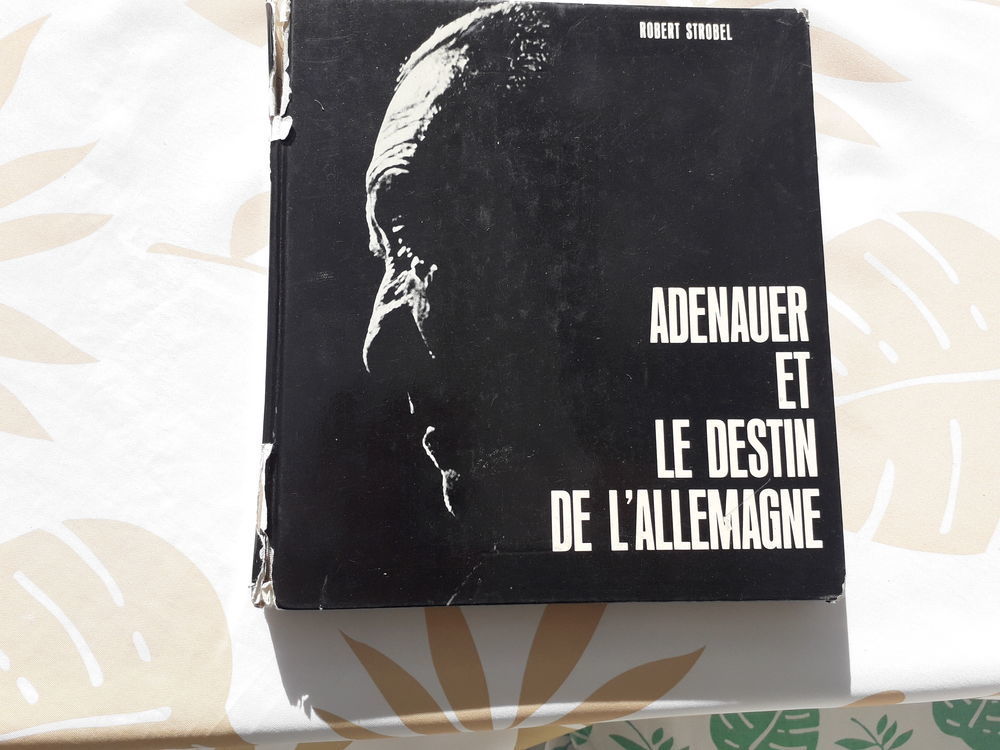 ROBERT STROBEL
ADENAUER
ET
LE DESTIN
DE L'ALLEMAGNE